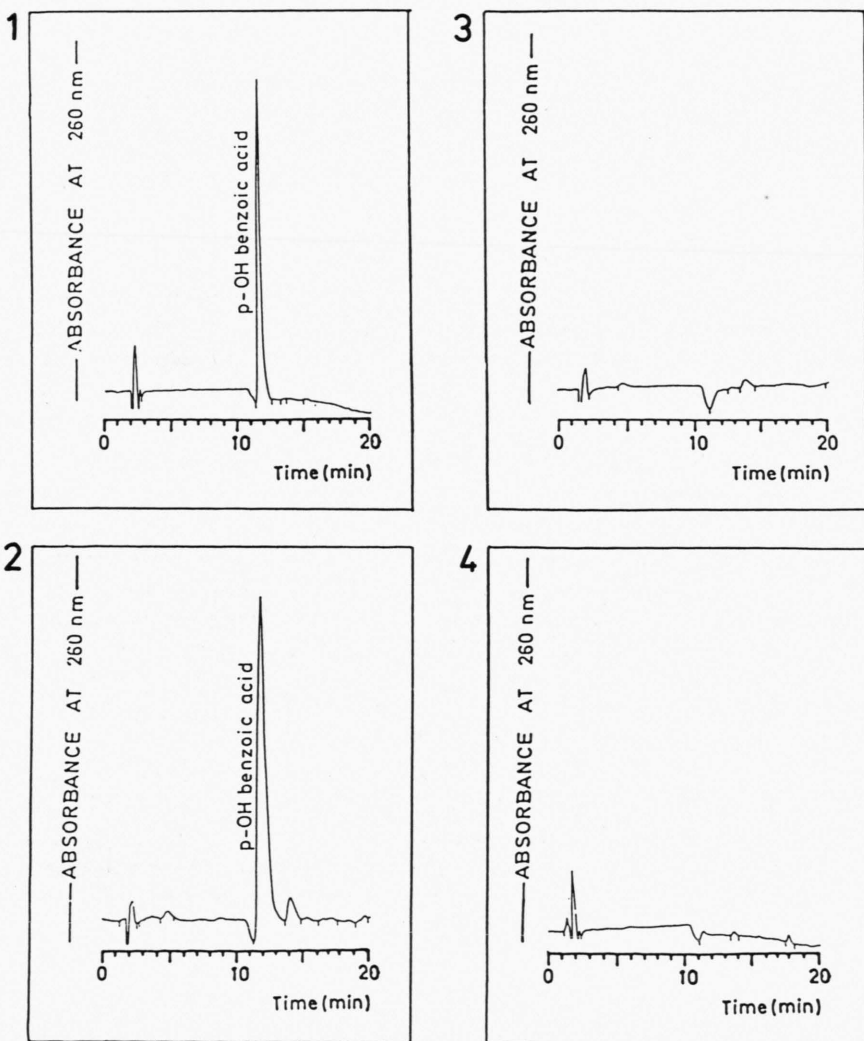 1
ABSORBANCE AT 260 nm
p-OH benzoic acid
0 10 20
Time (min)
2
ABSORBANCE AT 260 nm
p-OH benzoic acid
0 10 20
Time (min)
3
ABSORBANCE AT 260 nm
0 10 20
Time (min)
4
ABSORBANCE AT 260 nm
0 10 20
Time (min)